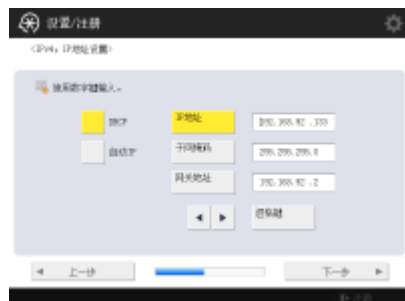 设置/注册
<IPv4: IP地址设置>
使用数字键输入。
DHCP
IP地址
192.168.92 .133
自动IP
子网掩码
255.255.255.0
网关地址
192.168.92 .2
退格键
上一步
下一步